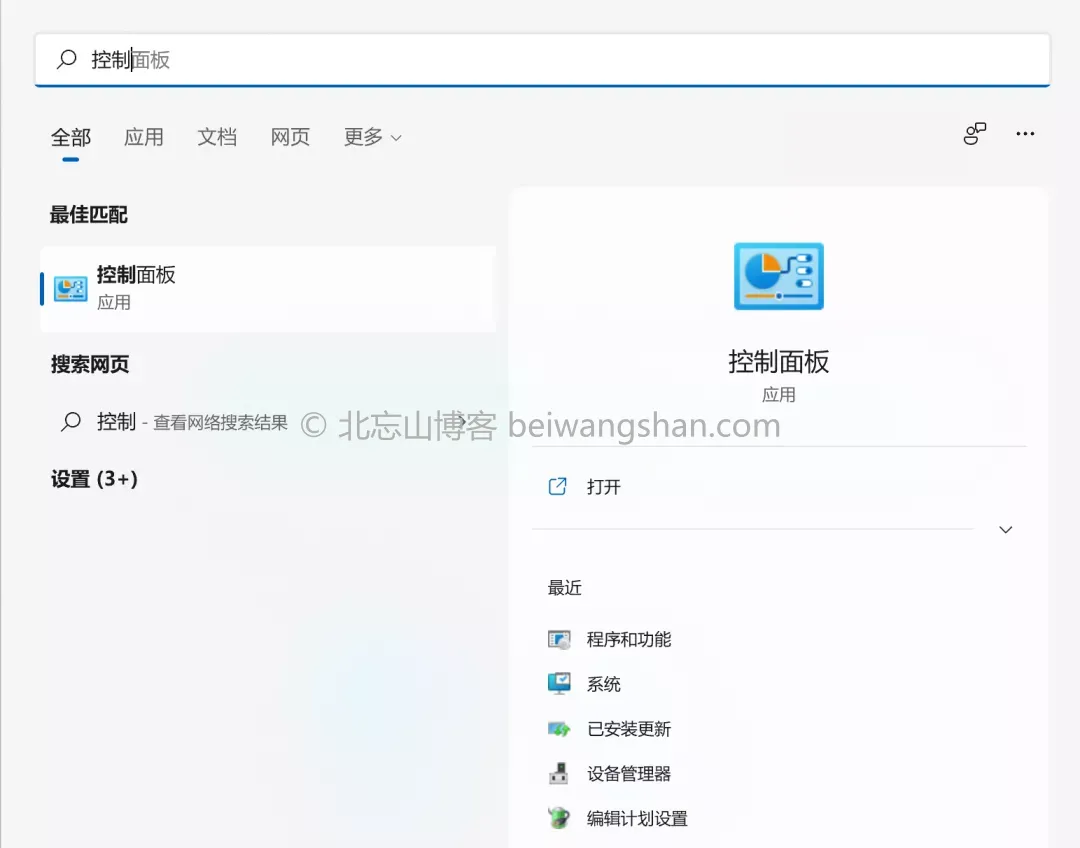 控制面板
全部 应用 文档 网页 更多
最佳匹配
控制面板
应用
搜索网页
控制 - 查看网络搜索结果
设置 (3+)
控制面板
应用
© 北忘山博客 beiwangshan.com
打开
最近
程序和功能
系统
已安装更新
设备管理器
编辑计划设置